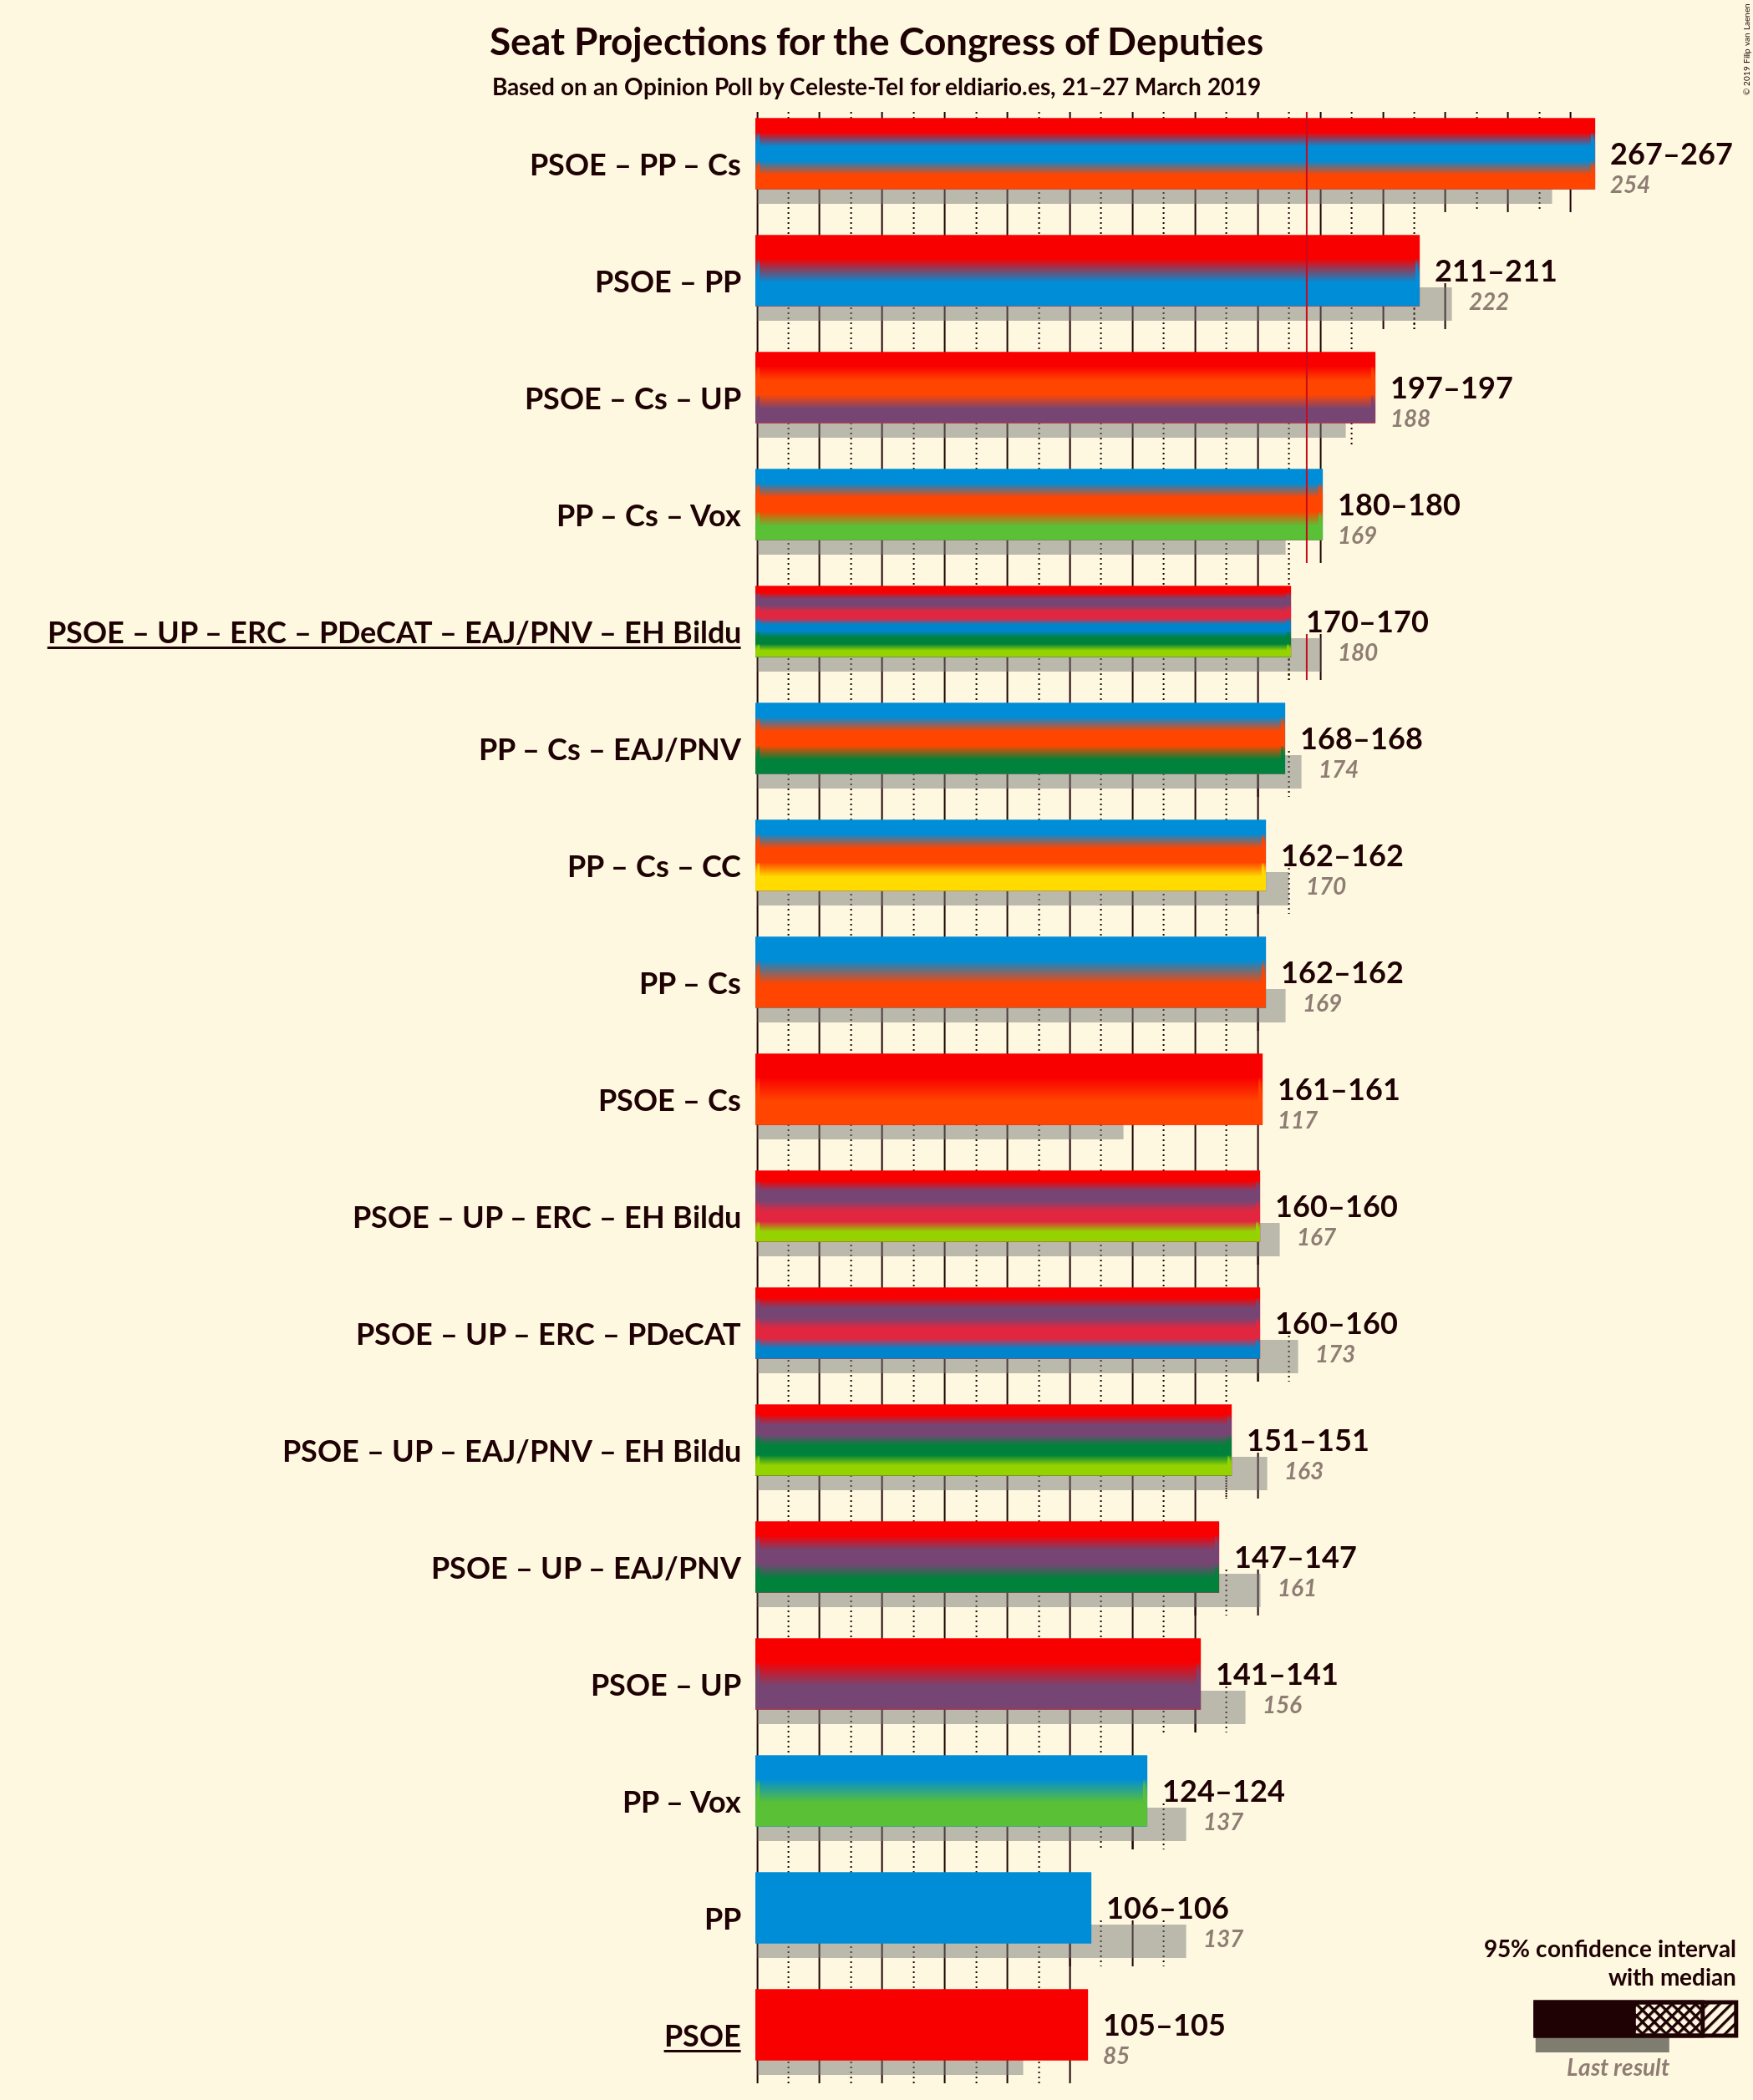 Seat Projections for the Congress of Deputies
Based on an Opinion Poll by Celeste-Tel for eldiario.es, 21–27 March 2019
© 2019 Filip van Laenen
PSOE – PP – Cs
267–267
254
PSOE – PP
211–211
222
PSOE – Cs – UP
197–197
188
PP – Cs – Vox
180–180
169
PSOE – UP – ERC – PDeCAT – EAJ/PNV – EH Bildu
170–170
180
PP – Cs – EAJ/PNV
168–168
174
PP – Cs – CC
162–162
170
PP – Cs
162–162
169
PSOE – Cs
161–161
117
PSOE – UP – ERC – EH Bildu
160–160
167
PSOE – UP – ERC – PDeCAT
160–160
173
PSOE – UP – EAJ/PNV – EH Bildu
151–151
163
PSOE – UP – EAJ/PNV
147–147
161
PSOE – UP
141–141
156
PP – Vox
124–124
137
PP
106–106
137
PSOE
105–105
85
95% confidence interval
with median
Last result